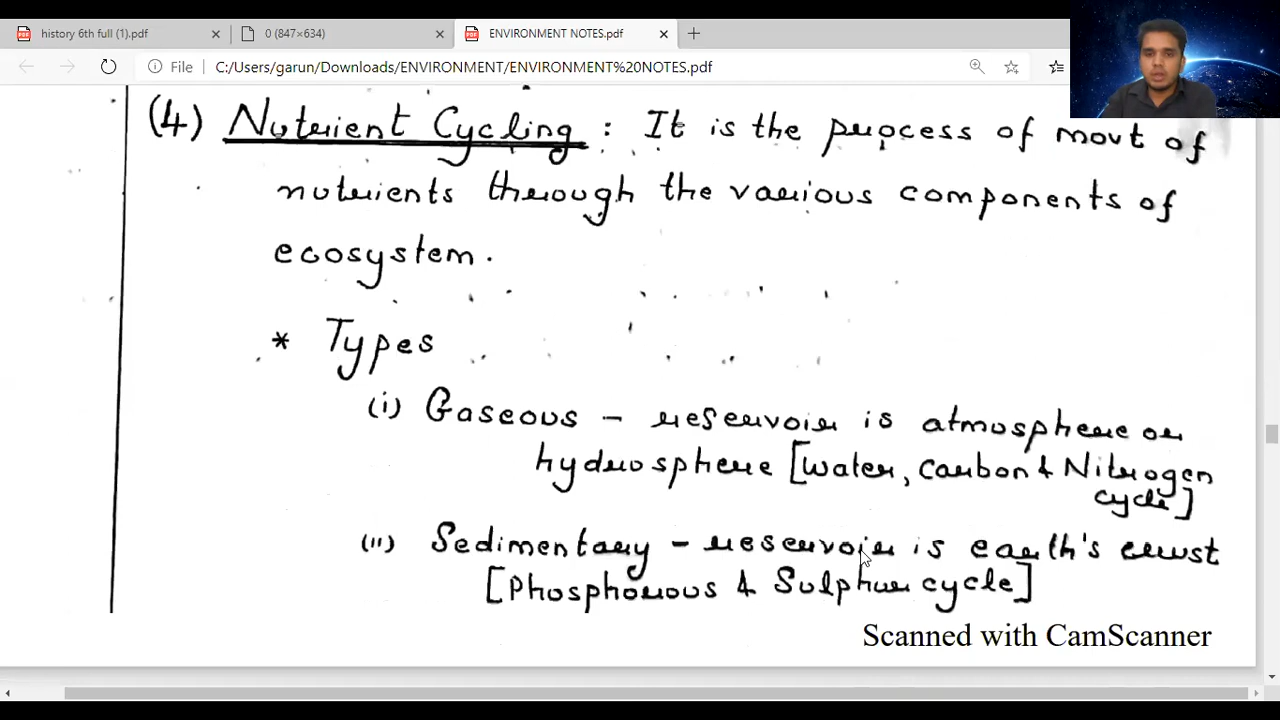 history 6th full (1).pdf
0 (847×634)
ENVIRONMENT NOTES.pdf
File C:/Users/garun/Downloads/ENVIRONMENT/ENVIRONMENT%20NOTES.pdf
(4) Nutrient Cycling : It is the process of movt of
nutrients through the various components of
ecosystem.
* Types
(i) Gaseous - reservoir is atmosphere or
hydrosphere [water, carbon & Nitrogen
cycle]
(ii) Sedimentary - reservoir is earth's crust
[Phosphorous & Sulphur cycle]
Scanned with CamScanner